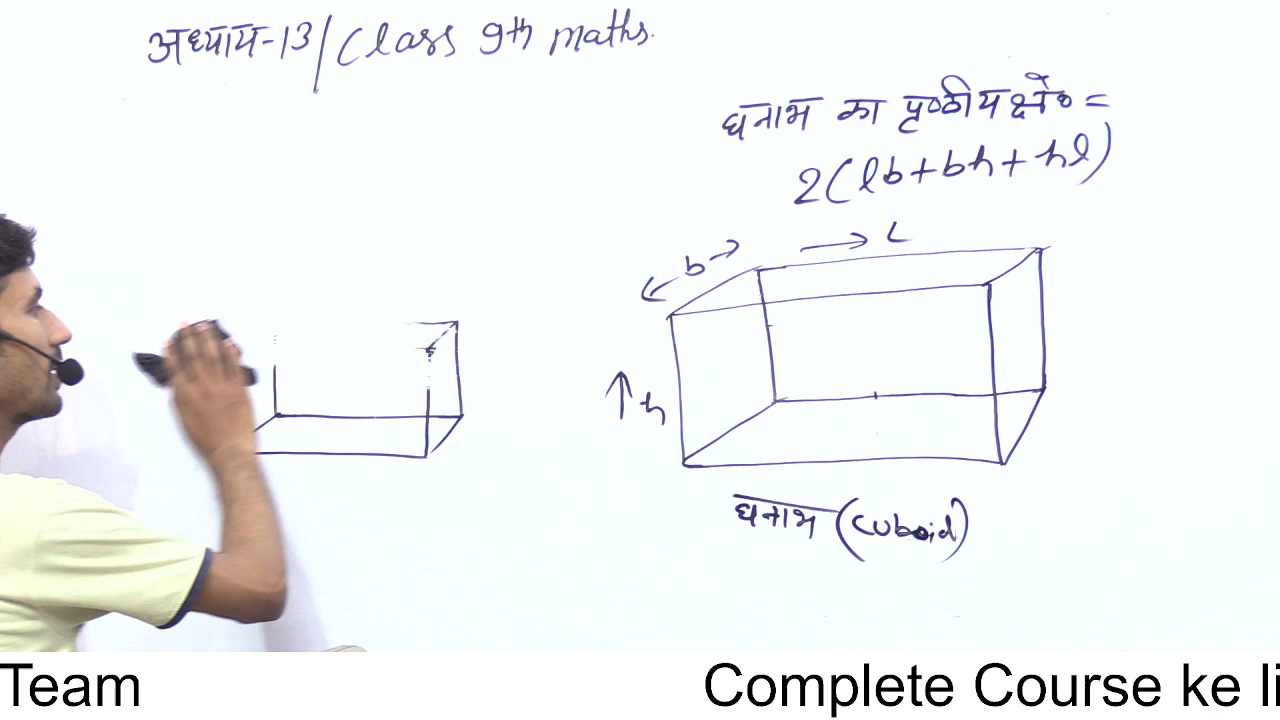 अध्याय-13/Class 9th maths.
घनाभ का पृष्ठीय क्षे० =
2(lb+bh+hl)
b
L
h
घनाभ (cuboid)
Team
Complete Course ke li